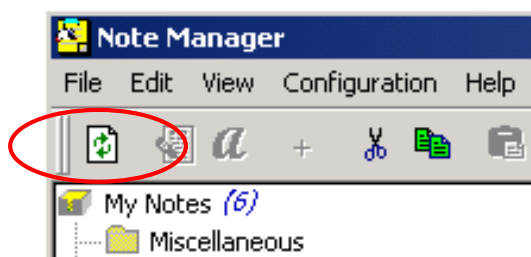 Note Manager
File Edit View Configuration Help
a +
My Notes (6)
Miscellaneous